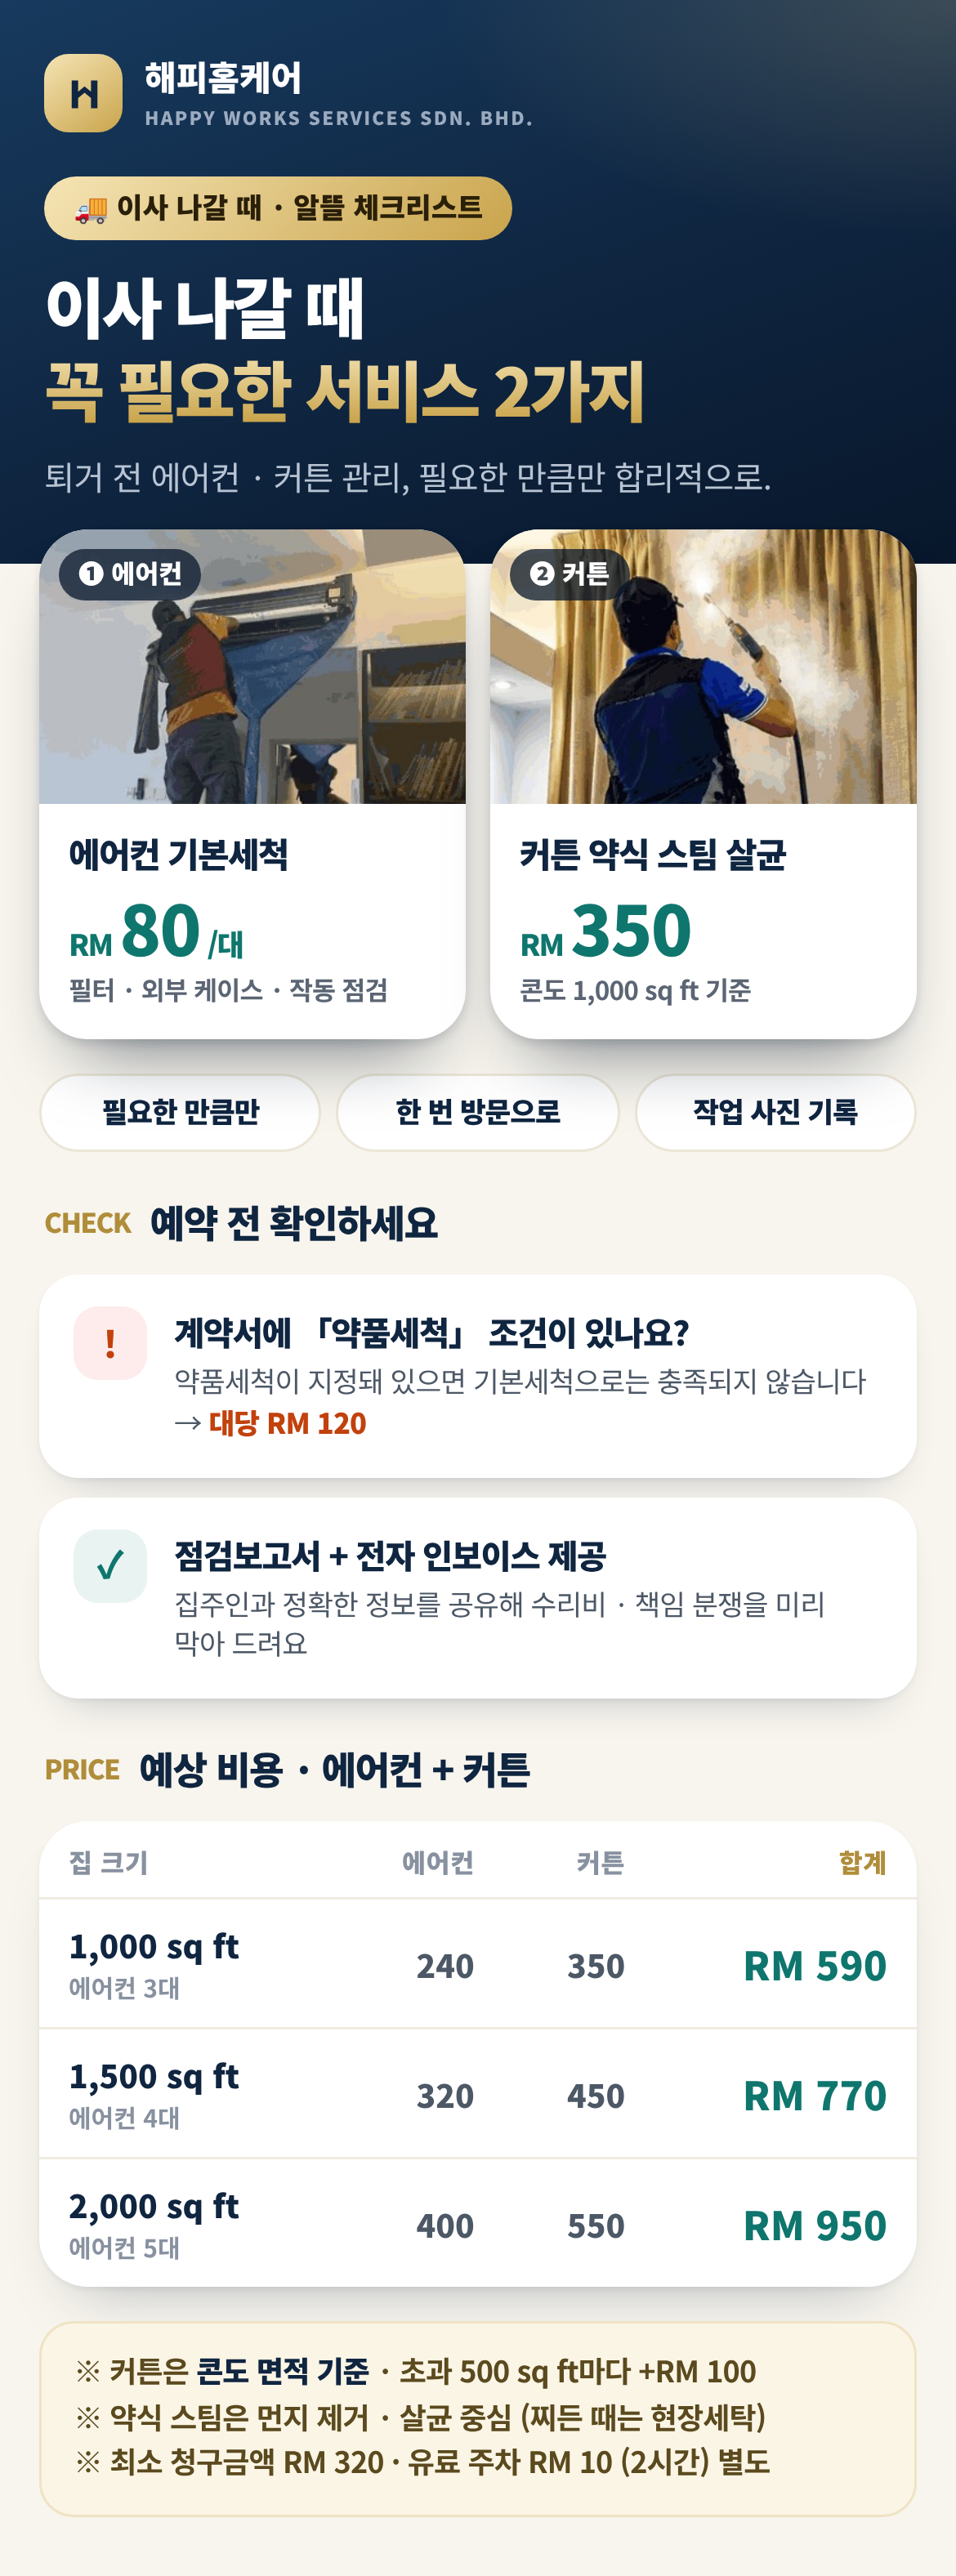 해피홈케어
HAPPY WORKS SERVICES SDN. BHD.
🚚 이사 나갈 때 · 알뜰 체크리스트
이사 나갈 때
꼭 필요한 서비스 2가지
퇴거 전 에어컨 · 커튼 관리, 필요한 만큼만 합리적으로.
❶ 에어컨
❷ 커튼
에어컨 기본세척
RM 80 /대
필터 · 외부 케이스 · 작동 점검
커튼 약식 스팀 살균
RM 350
콘도 1,000 sq ft 기준
필요한 만큼만
한 번 방문으로
작업 사진 기록
CHECK 예약 전 확인하세요
! 계약서에 「약품세척」 조건이 있나요?
약품세척이 지정돼 있으면 기본세척으로는 충족되지 않습니다
→ 대당 RM 120
✓ 점검보고서 + 전자 인보이스 제공
집주인과 정확한 정보를 공유해 수리비 · 책임 분쟁을 미리
막아 드려요
PRICE 예상 비용 · 에어컨 + 커튼
집 크기 에어컨 커튼 합계
1,000 sq ft 240 350 RM 590
에어컨 3대
1,500 sq ft 320 450 RM 770
에어컨 4대
2,000 sq ft 400 550 RM 950
에어컨 5대
※ 커튼은 콘도 면적 기준 · 초과 500 sq ft마다 +RM 100
※ 약식 스팀은 먼지 제거 · 살균 중심 (찌든 때는 현장세탁)
※ 최소 청구금액 RM 320 · 유료 주차 RM 10 (2시간) 별도